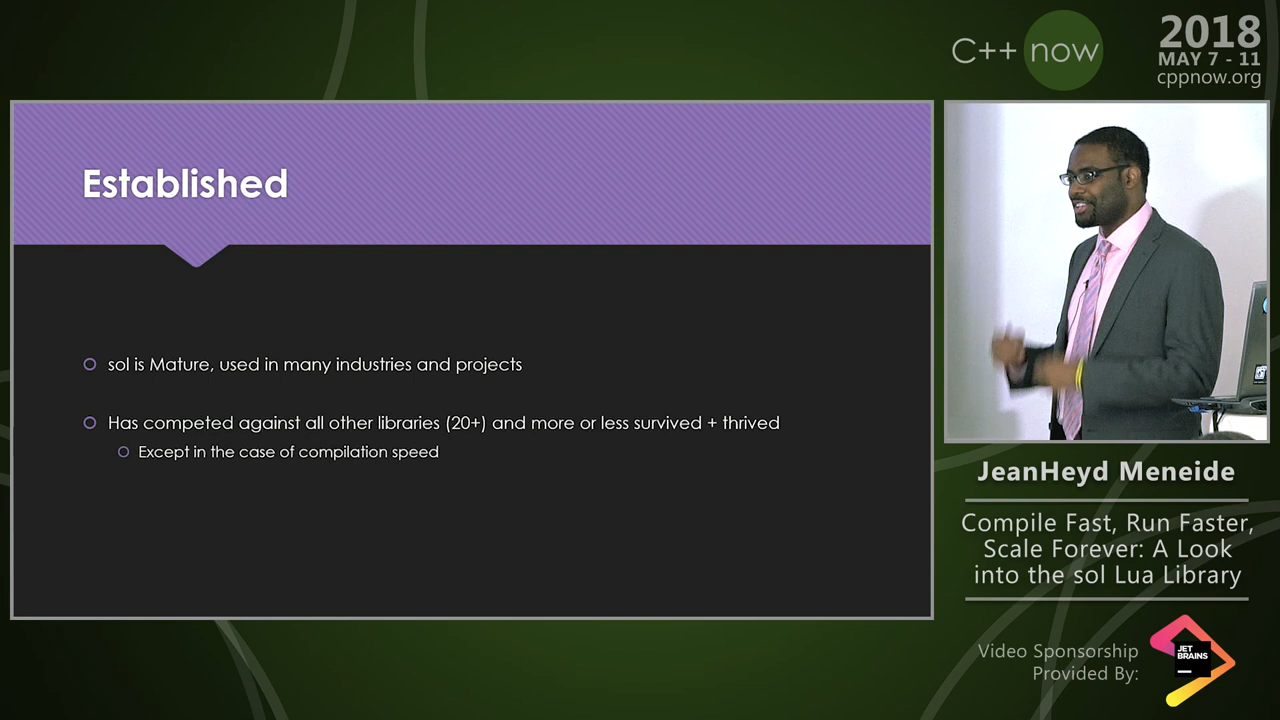 C++ now
2018
MAY 7 - 11
cppnow.org
Established
sol is Mature, used in many industries and projects
Has competed against all other libraries (20+) and more or less survived + thrived
Except in the case of compilation speed
JeanHeyd Meneide
Compile Fast, Run Faster,
Scale Forever: A Look
into the sol Lua Library
Video Sponsorship
Provided By:
JET
BRAINS